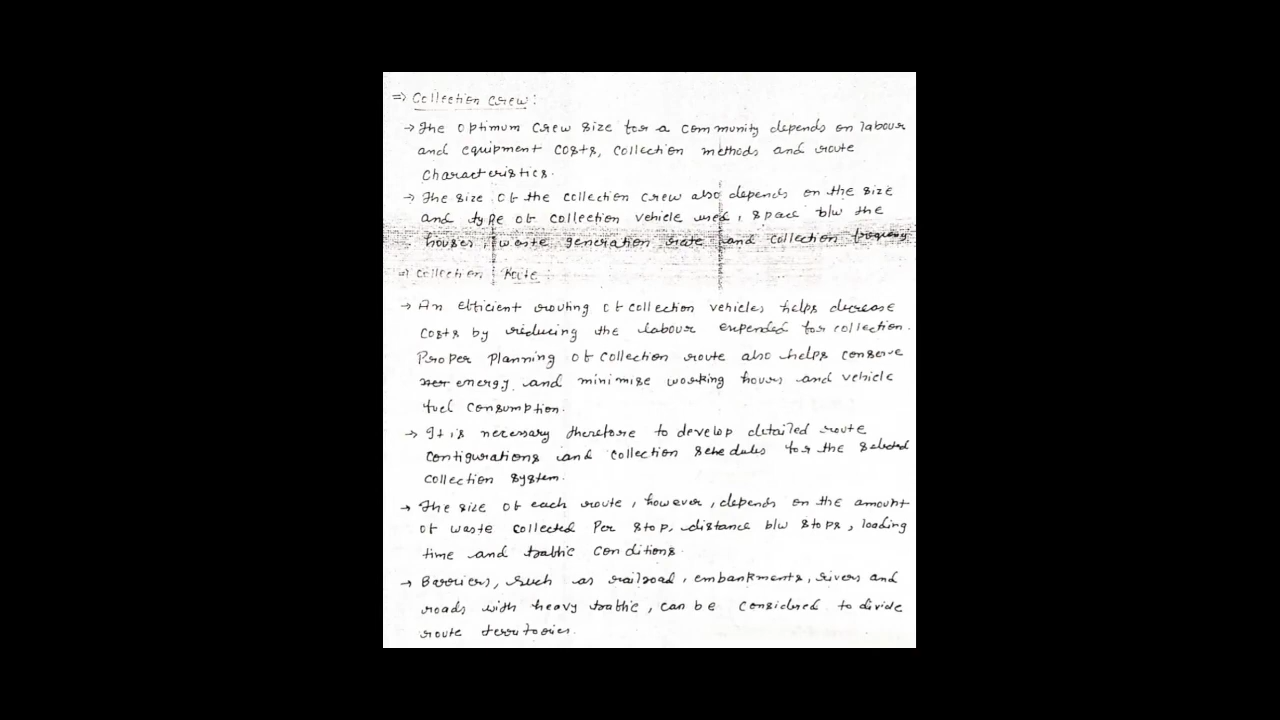 => Collection crew:
→ The optimum crew size for a community depends on labour
and equipment costs, collection methods and route
characteristics.
→ The size of the collection crew also depends on the size
and type of collection vehicle used, space b/w the
houses, waste generation rate and collection frequency
=> Collection Route:
→ An efficient routing of collection vehicles helps decrease
costs by reducing the labour expended for collection.
Proper planning of collection route also helps conserve
energy and minimise working hours and vehicle
fuel consumption.
→ It is necessary therefore to develop detailed route
configurations and collection schedules for the selected
collection system.
→ The size of each route, however, depends on the amount
of waste collected per stop, distance b/w stops, loading
time and traffic conditions.
→ Barriers, such as railroad, embankments, rivers and
roads with heavy traffic, can be considered to divide
route territories.